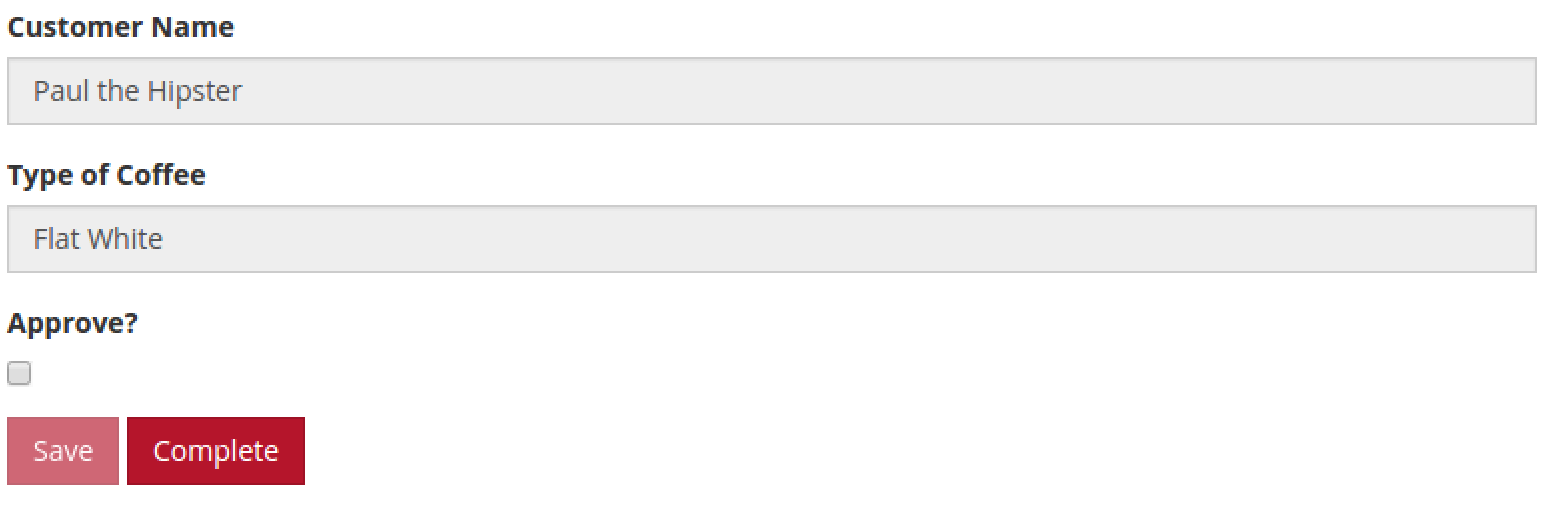 Customer Name
Paul the Hipster
Type of Coffee
Flat White
Approve?
Save Complete